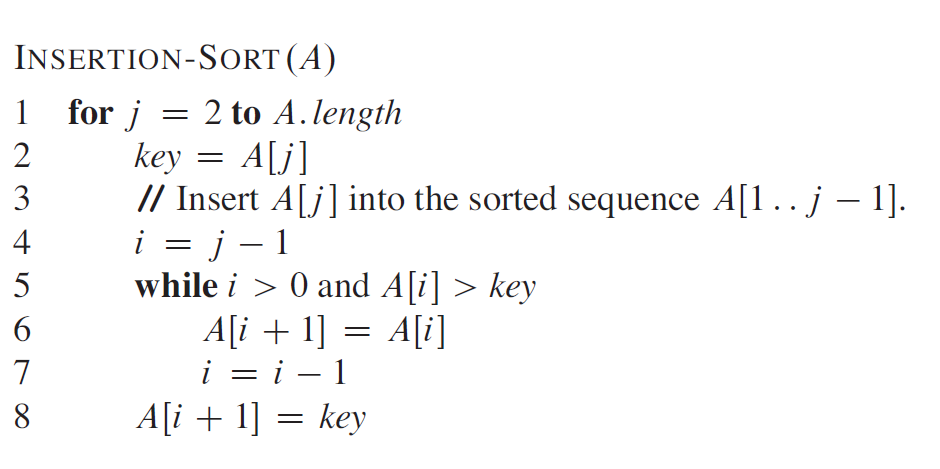 INSERTION-SORT(A)
1 for j = 2 to A.length
2 key = A[j]
3 // Insert A[j] into the sorted sequence A[1 . . j − 1].
4 i = j − 1
5 while i > 0 and A[i] > key
6 A[i + 1] = A[i]
7 i = i − 1
8 A[i + 1] = key